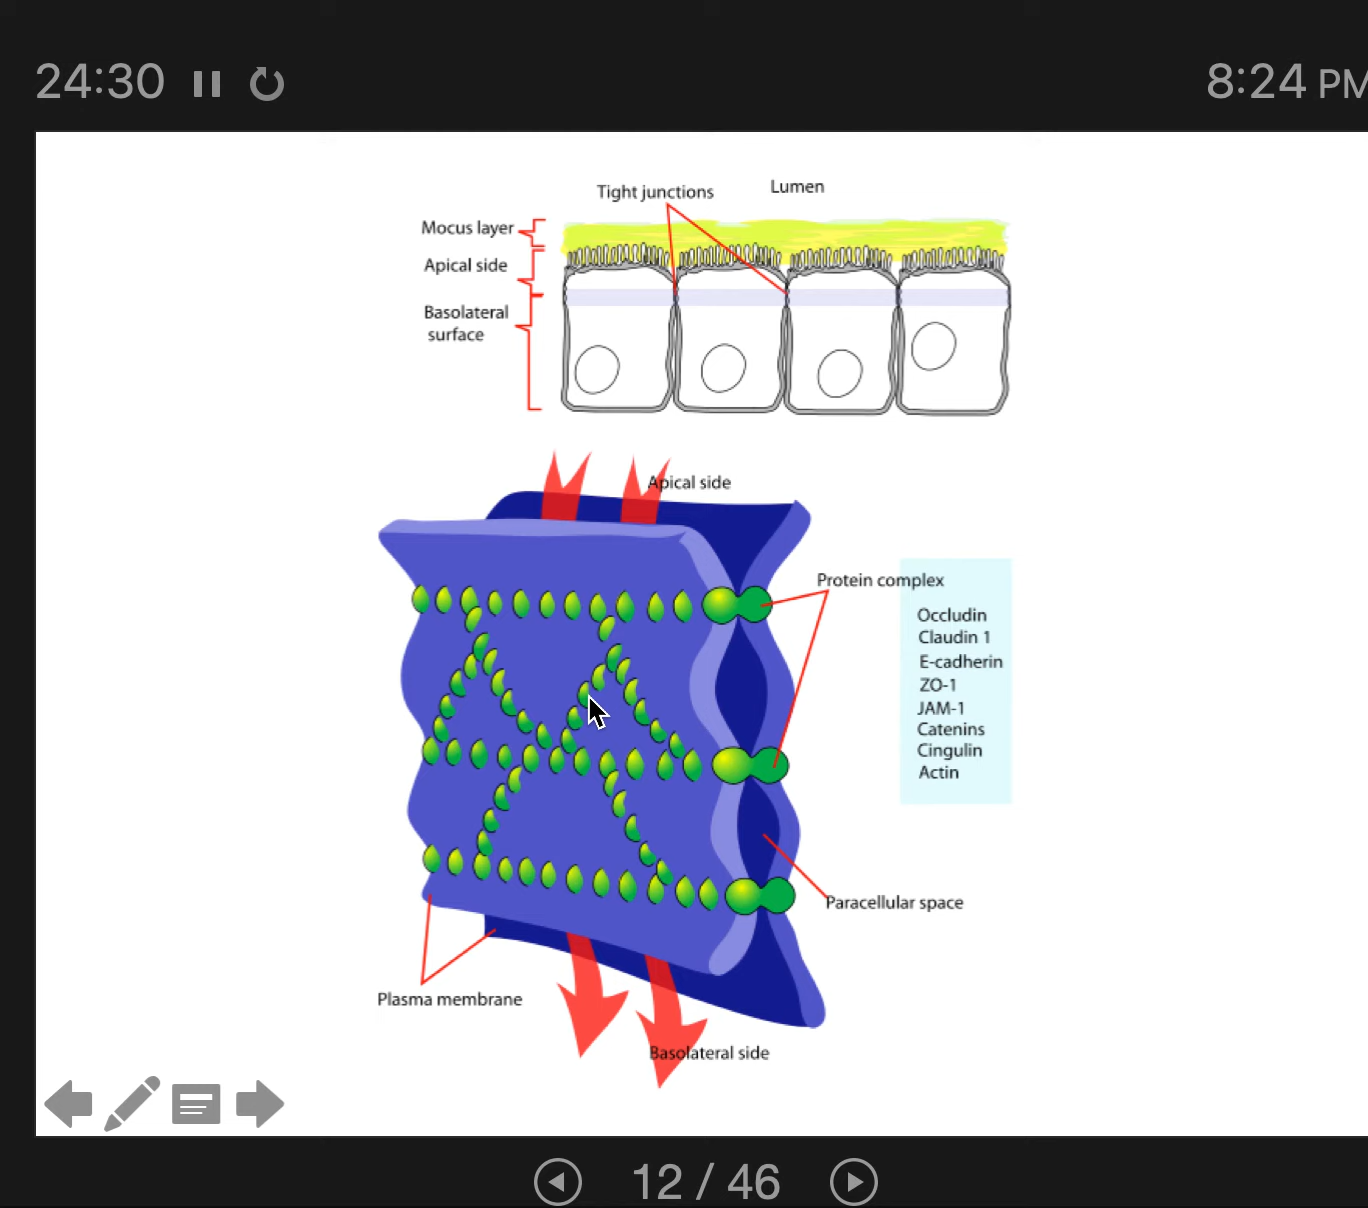 24:30
8:24 PM
Tight junctions
Lumen
Mocus layer
Apical side
Basolateral
surface
Apical side
Protein complex
Occludin
Claudin 1
E-cadherin
ZO-1
JAM-1
Catenins
Cingulin
Actin
Paracellular space
Plasma membrane
Basolateral side
12 / 46